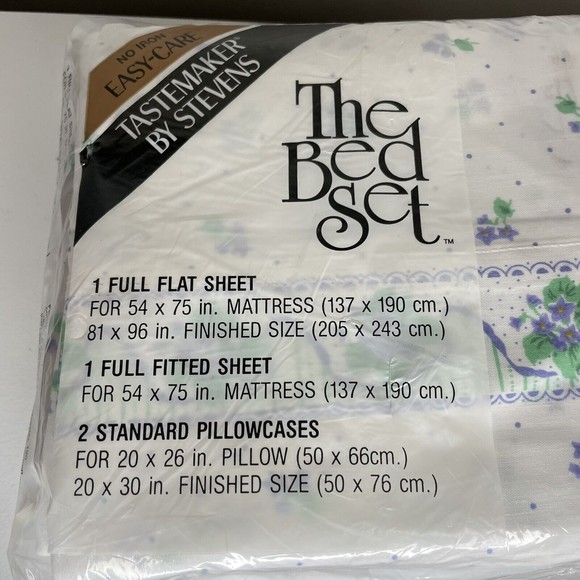 NO IRON
EASY-CARE
TASTEMAKER®
BY STEVENS
The
Bed
Set™
1 FULL FLAT SHEET
FOR 54 x 75 in. MATTRESS (137 x 190 cm.)
81 x 96 in. FINISHED SIZE (205 x 243 cm.)
1 FULL FITTED SHEET
FOR 54 x 75 in. MATTRESS (137 x 190 cm.)
2 STANDARD PILLOWCASES
FOR 20 x 26 in. PILLOW (50 x 66cm.)
20 x 30 in. FINISHED SIZE (50 x 76 cm.)